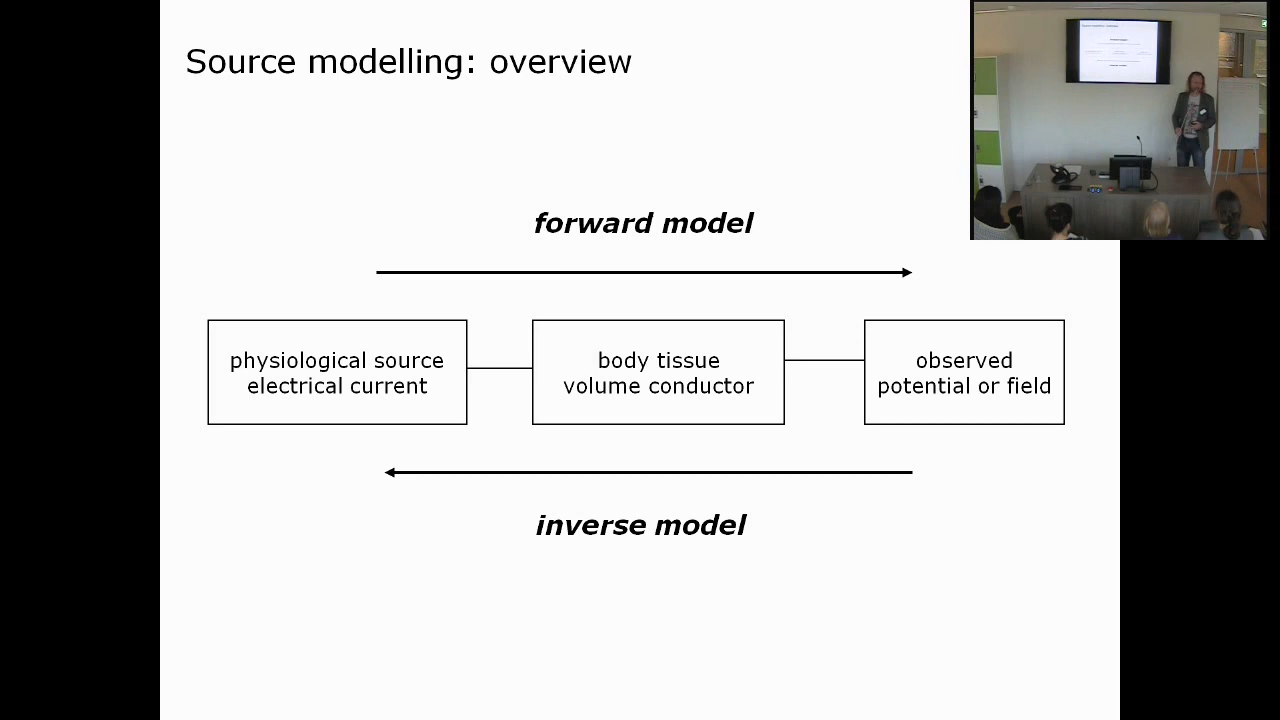 Source modelling: overview
forward model
physiological source
electrical current
body tissue
volume conductor
observed
potential or field
inverse model